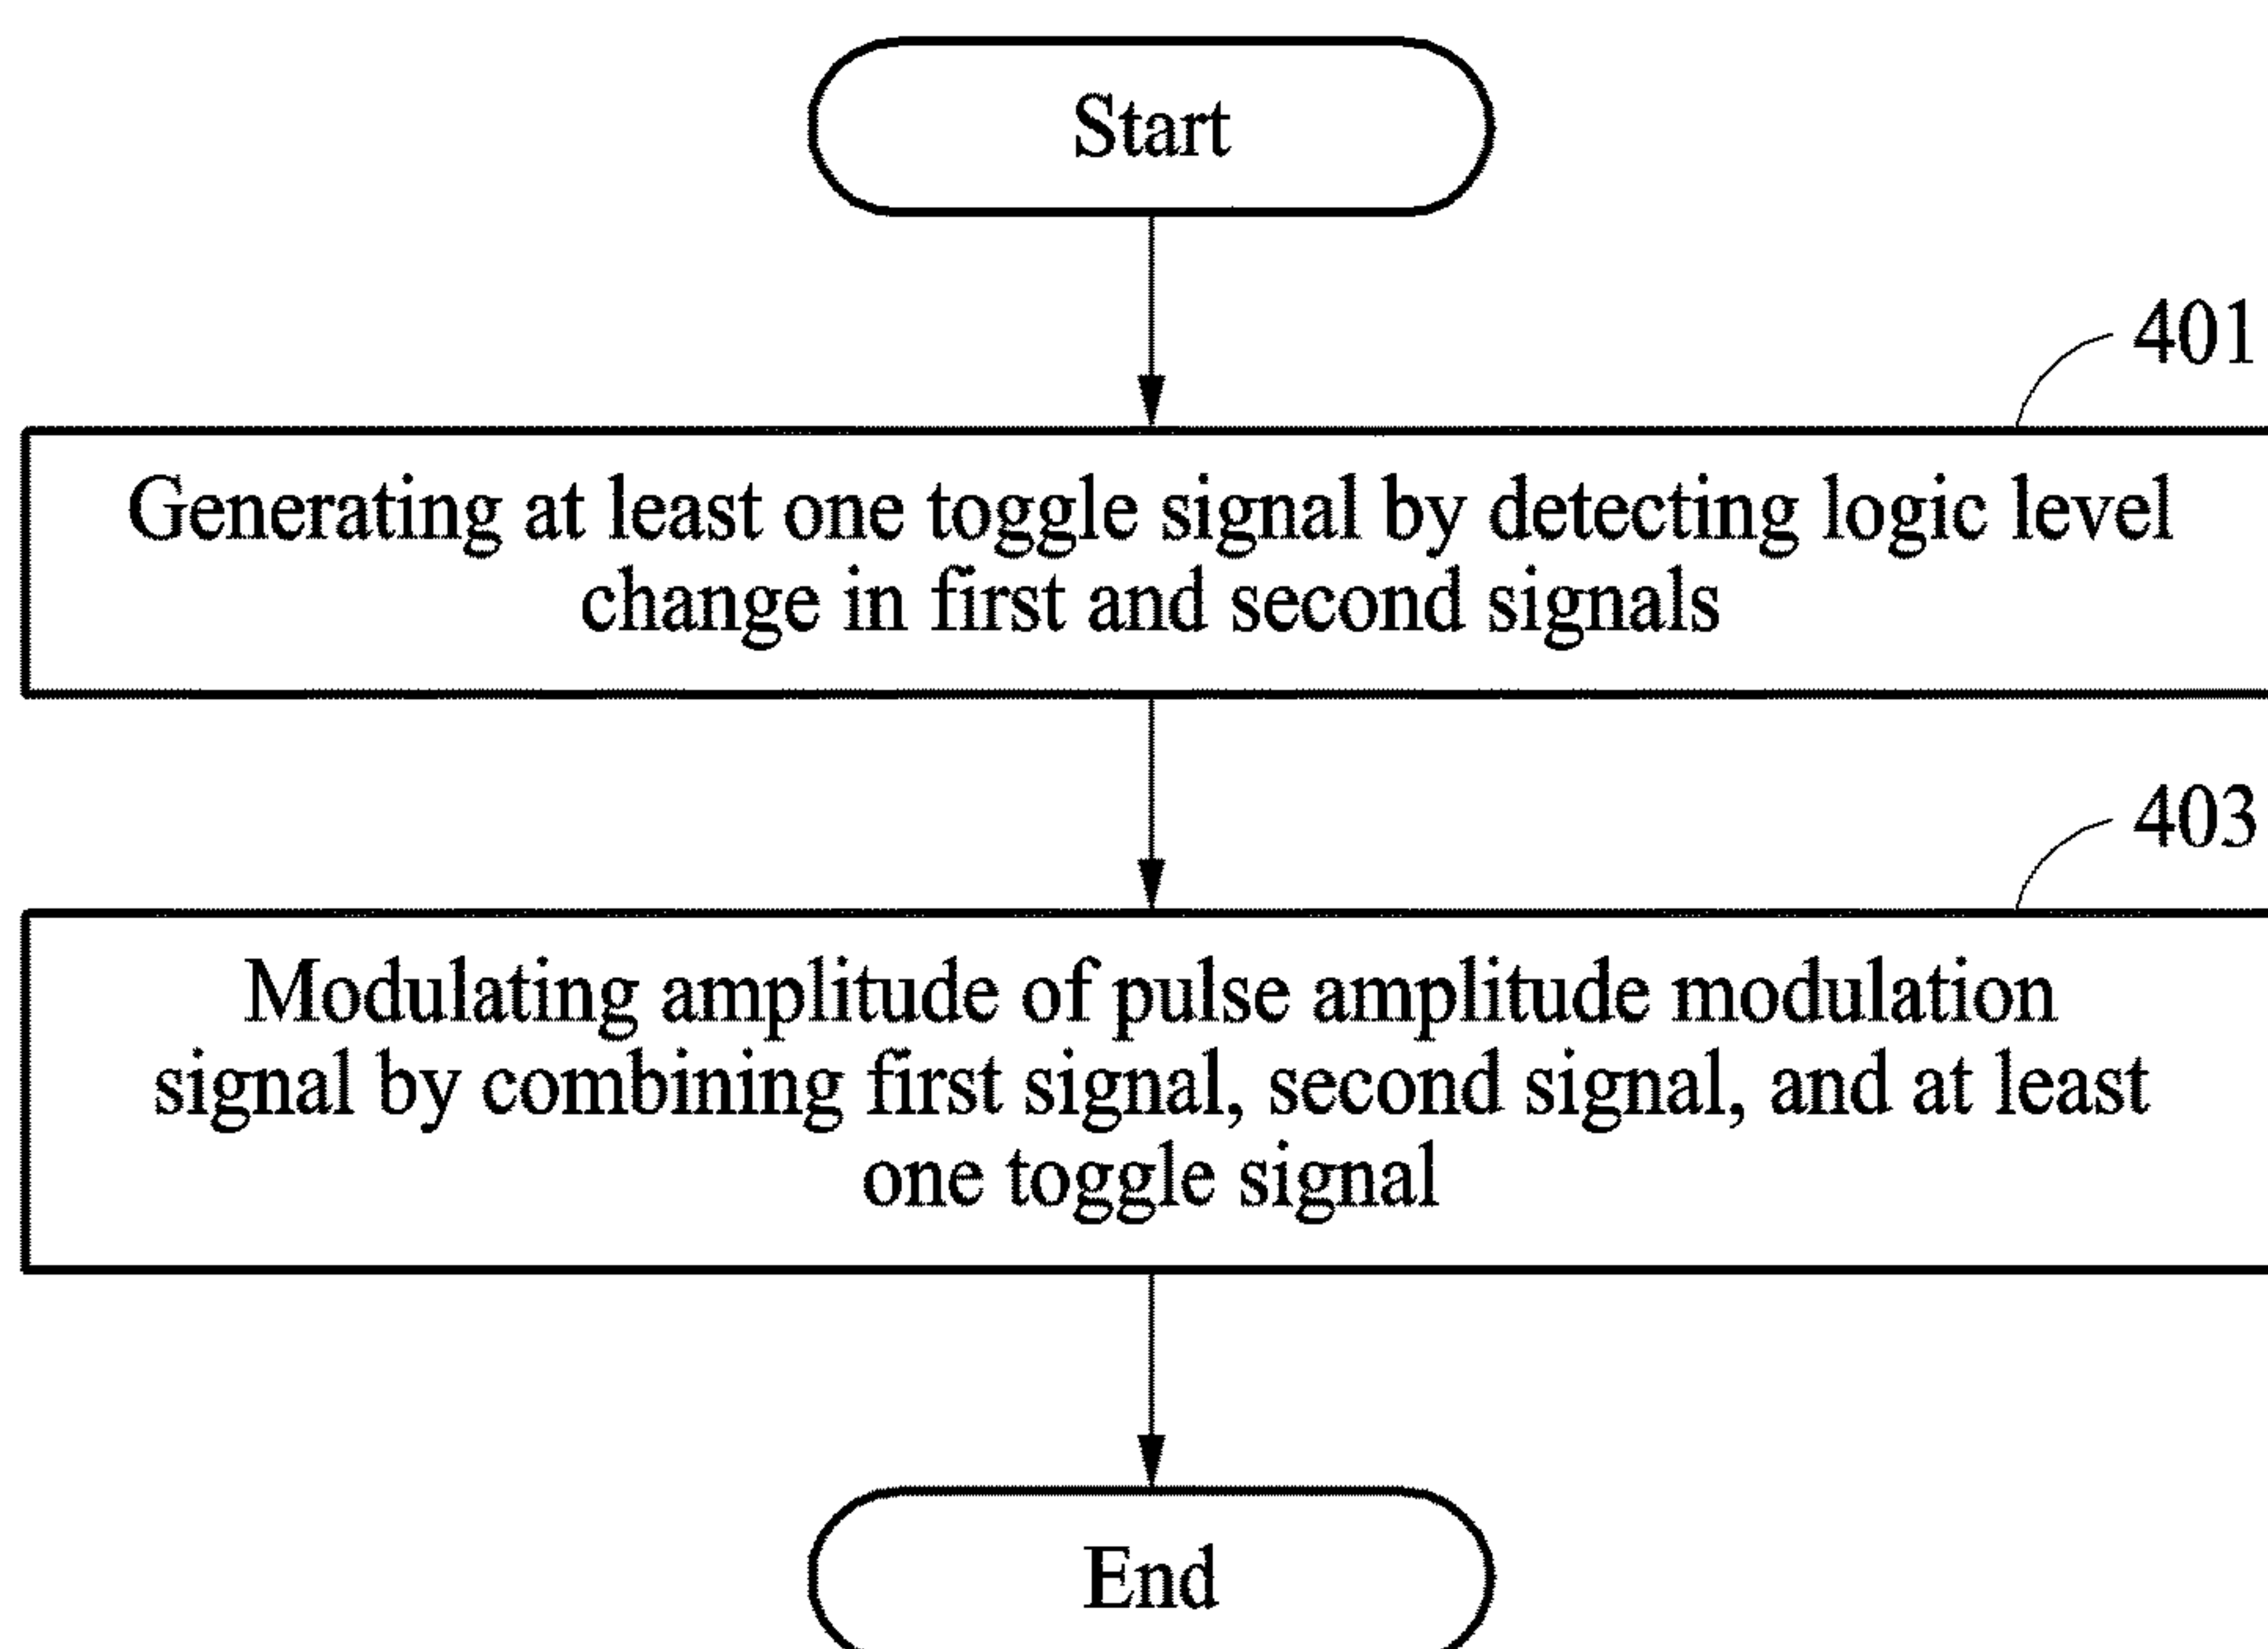 Start
401
Generating at least one toggle signal by detecting logic level
change in first and second signals
403
Modulating amplitude of pulse amplitude modulation
signal by combining first signal, second signal, and at least
one toggle signal
End